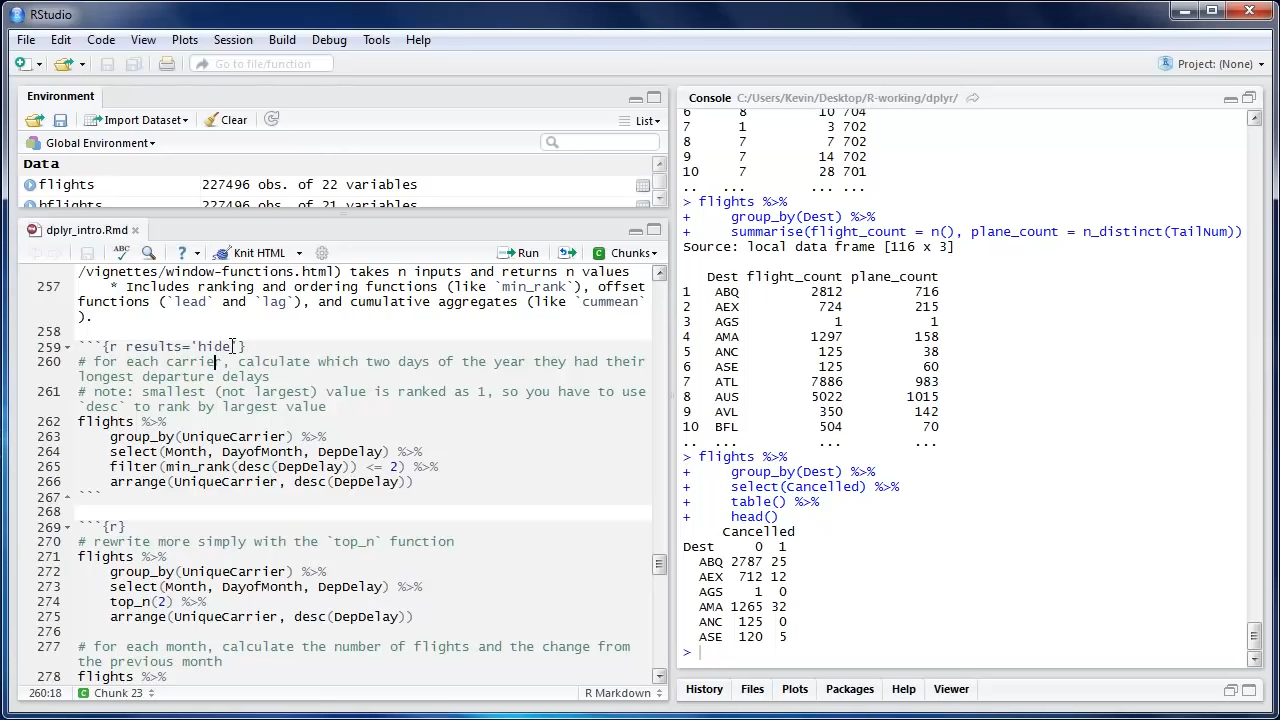 RStudio
File Edit Code View Plots Session Build Debug Tools Help
Go to file/function
Project: (None)
Environment
Import Dataset
Clear
List
Global Environment
Data
flights 227496 obs. of 22 variables
hflights 227496 obs. of 21 variables
dplyr_intro.Rmd
ABC
?
Knit HTML
Run
Chunks
/vignettes/window-functions.html) takes n inputs and returns n values
257 * Includes ranking and ordering functions (like `min_rank`), offset
functions (`lead` and `lag`), and cumulative aggregates (like `cummean`
).
258
259 ```{r results='hide'}
260 # for each carrier, calculate which two days of the year they had their
longest departure delays
261 # note: smallest (not largest) value is ranked as 1, so you have to use
`desc` to rank by largest value
262 flights %>%
263 group_by(UniqueCarrier) %>%
264 select(Month, DayofMonth, DepDelay) %>%
265 filter(min_rank(desc(DepDelay)) <= 2) %>%
266 arrange(UniqueCarrier, desc(DepDelay))
267 ```
268
269 ```{r}
270 # rewrite more simply with the `top_n` function
271 flights %>%
272 group_by(UniqueCarrier) %>%
273 select(Month, DayofMonth, DepDelay) %>%
274 top_n(2) %>%
275 arrange(UniqueCarrier, desc(DepDelay))
276
277 # for each month, calculate the number of flights and the change from
the previous month
278 flights %>%
260:18 Chunk 23 R Markdown
Console C:/Users/Kevin/Desktop/R-working/dplyr/
6 8 10 704
7 1 3 702
8 7 7 702
9 7 14 702
10 7 28 701
.. ... ... ...
> flights %>%
+ group_by(Dest) %>%
+ summarise(flight_count = n(), plane_count = n_distinct(TailNum))
Source: local data frame [116 x 3]
Dest flight_count plane_count
1 ABQ 2812 716
2 AEX 724 215
3 AGS 1 1
4 AMA 1297 158
5 ANC 125 38
6 ASE 125 60
7 ATL 7886 983
8 AUS 5022 1015
9 AVL 350 142
10 BFL 504 70
.. ... ... ...
> flights %>%
+ group_by(Dest) %>%
+ select(Cancelled) %>%
+ table() %>%
+ head()
Cancelled
Dest 0 1
ABQ 2787 25
AEX 712 12
AGS 1 0
AMA 1265 32
ANC 125 0
ASE 120 5
>
History Files Plots Packages Help Viewer